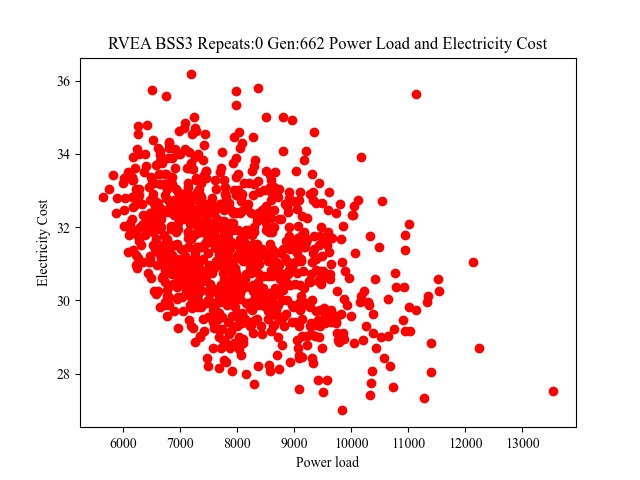 RVEA BSS3 Repeats:0 Gen:662 Power Load and Electricity Cost
Electricity Cost
36
34
32
30
28
6000 7000 8000 9000 10000 11000 12000 13000
Power load